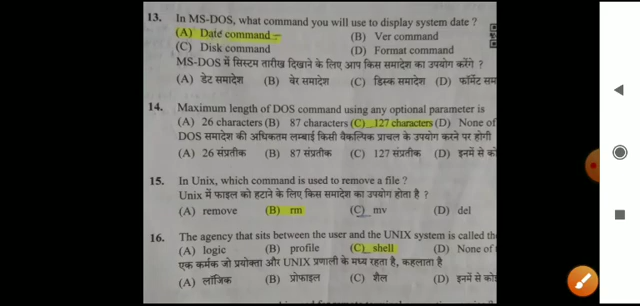 13. In MS-DOS, what command you will use to display system date ?
(A) Date command (B) Ver command
(C) Disk command (D) Format command
MS-DOS में सिस्टम तारीख दिखाने के लिए आप किस समादेश का उपयोग करेंगे ?
(A) डेट समादेश (B) वेर समादेश (C) डिस्क समादेश (D) फॉर्मेट सम
14. Maximum length of DOS command using any optional parameter is
(A) 26 characters (B) 87 characters (C) 127 characters (D) None of
DOS समादेश की अधिकतम लम्बाई किसी वैकल्पिक प्राचल के उपयोग करने पर होगी
(A) 26 संप्रतीक (B) 87 संप्रतीक (C) 127 संप्रतीक (D) इनमें से को
15. In Unix, which command is used to remove a file ?
Unix में फाइल को हटाने के लिए किस समादेश का उपयोग होता है ?
(A) remove (B) rm (C) mv (D) del
16. The agency that sits between the user and the UNIX system is called the
(A) logic (B) profile (C) shell (D) None of
एक कर्मक जो प्रयोक्ता और UNIX प्रणाली के मध्य रहता है, कहलाता है
(A) लॉजिक (B) प्रोफाइल (C) शैल (D) इनमें से कोइ